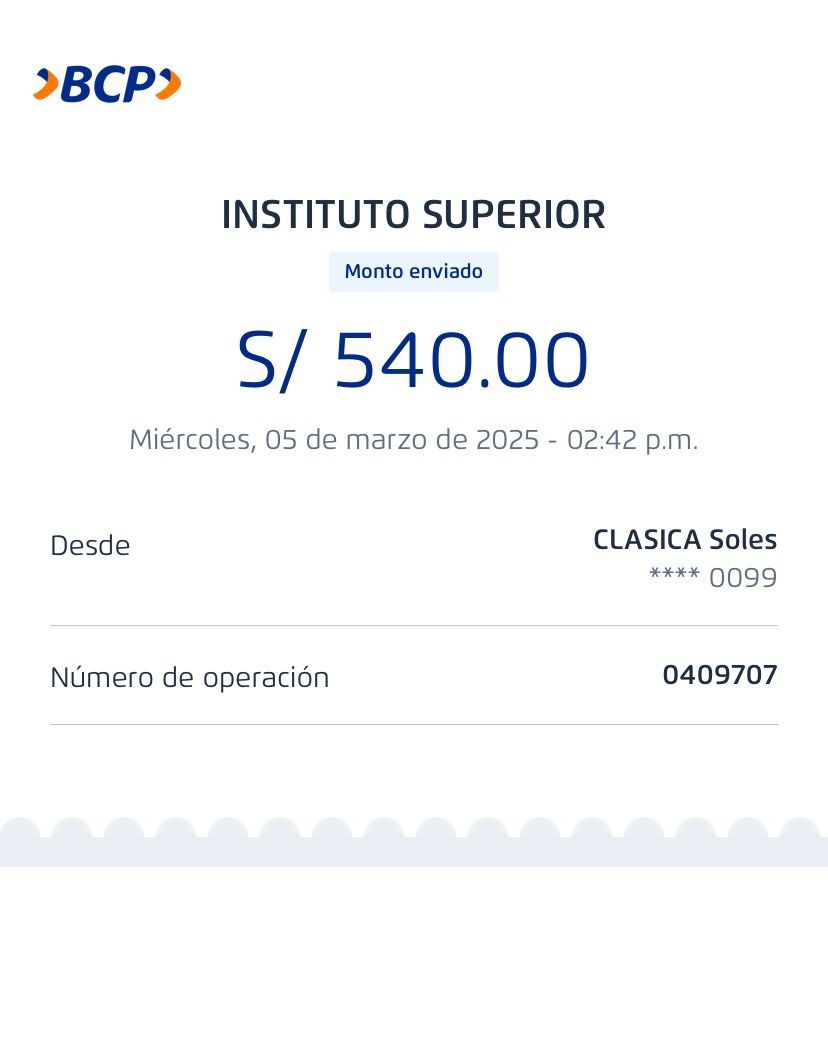 BCP
INSTITUTO SUPERIOR
Monto enviado
S/ 540.00
Miércoles, 05 de marzo de 2025 - 02:42 p.m.
Desde
CLASICA Soles
**** 0099
Número de operación
0409707